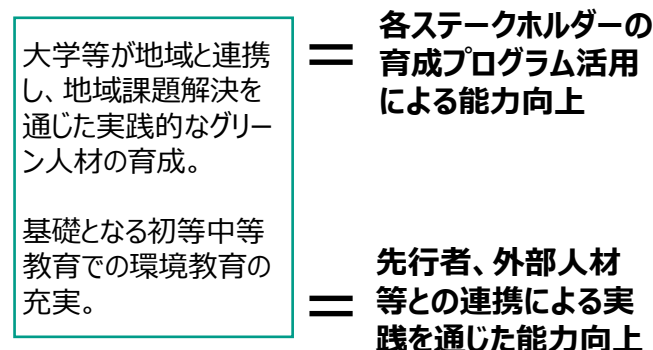 大学等が地域と連携
し、地域課題解決を
通じた実践的なグリー
ン人材の育成。
基礎となる初等中等
教育での環境教育の
充実。
＝
各ステークホルダーの
育成プログラム活用
による能力向上
＝
先行者、外部人材
等との連携による実
践を通じた能力向上